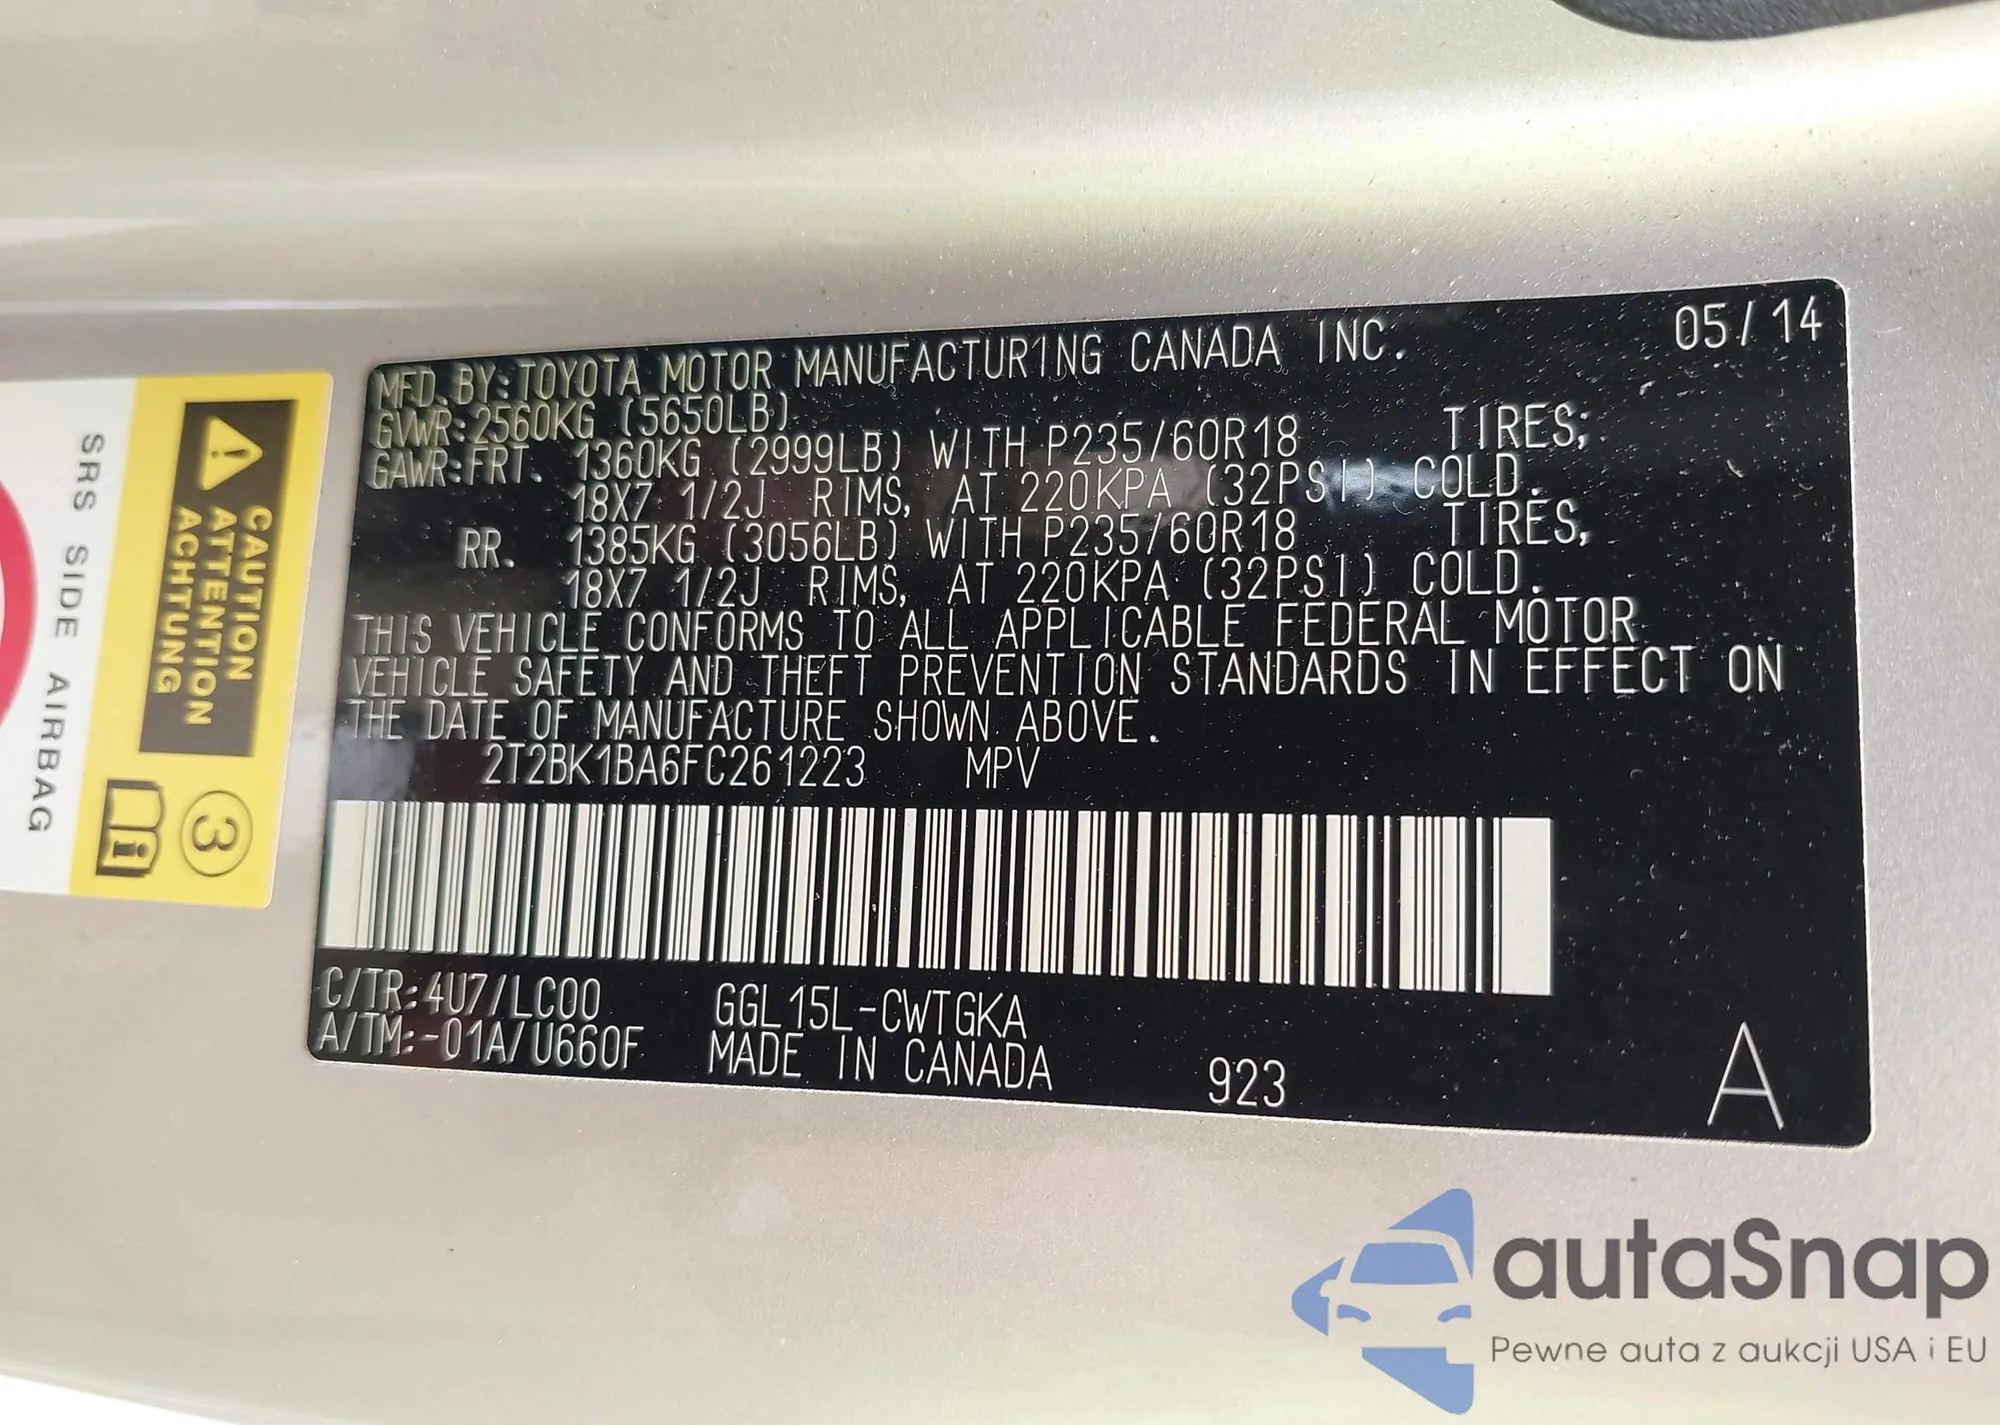 MFD. BY:TOYOTA MOTOR MANUFACTUR1NG CANADA INC. 05/14
GVWR:2560KG (5650LB)
GAWR:FRT. 1360KG (2999LB) WITH P235/60R18 TIRES;
18X7 1/2J RIMS, AT 220KPA (32PSI) COLD.
RR. 1385KG (3056LB) WITH P235/60R18 TIRES,
18X7 1/2J RIMS, AT 220KPA (32PSI) COLD.
THIS VEHICLE CONFORMS TO ALL APPLICABLE FEDERAL MOTOR
VEHICLE SAFETY AND THEFT PREVENTION STANDARDS IN EFFECT ON
THE DATE OF MANUFACTURE SHOWN ABOVE.
2T2BK1BA6FC261223 MPV
C/TR:4U7/LC00 GGL15L-CWTGKA
A/TM:-01A/U660F MADE IN CANADA 923 A
CAUTION
ATTENTION
ACHTUNG
3
SRS SIDE AIRBAG
autaSnap
Pewne auta z aukcji USA i EU